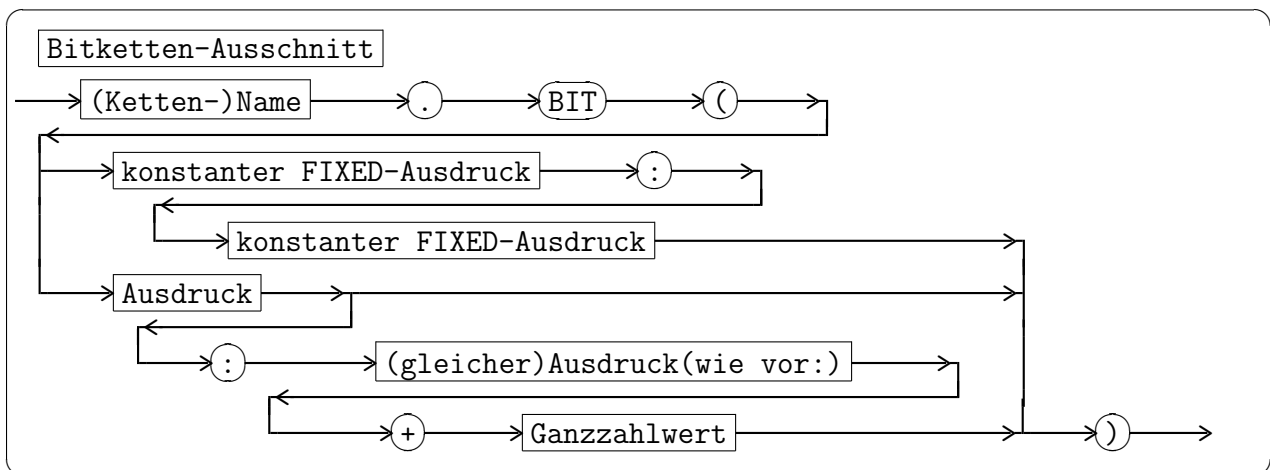 Bitketten-Ausschnitt
(Ketten-)Name . BIT (
konstanter FIXED-Ausdruck :
konstanter FIXED-Ausdruck
Ausdruck
: (gleicher)Ausdruck(wie vor:)
+ Ganzzahlwert )